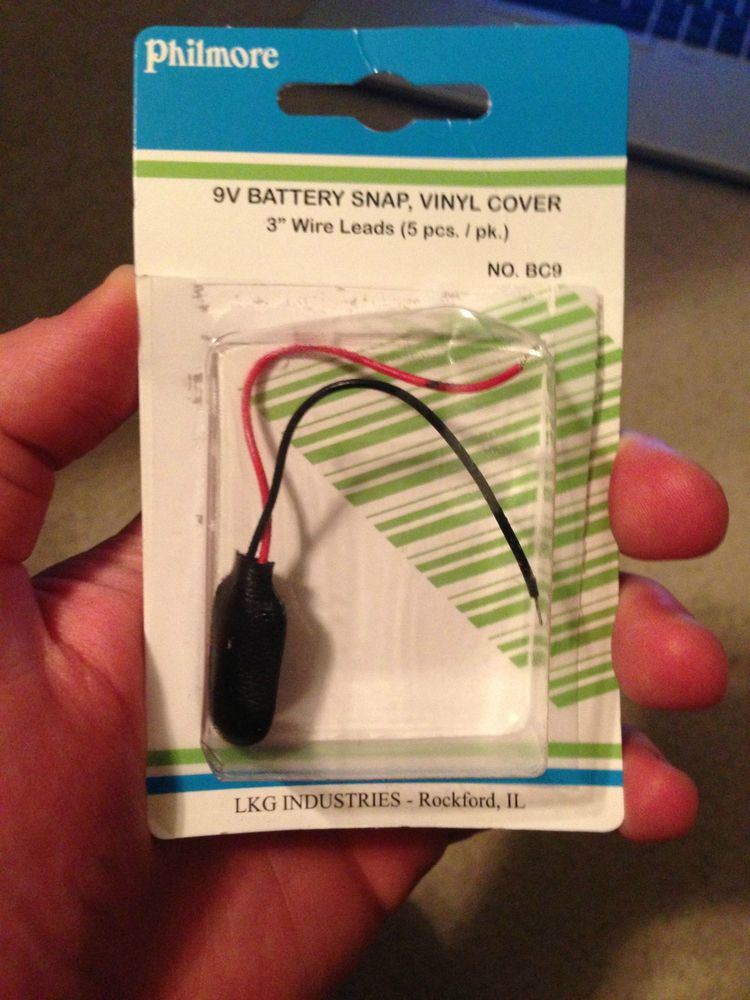 Philmore
9V BATTERY SNAP, VINYL COVER
3" Wire Leads (5 pcs. / pk.)
NO. BC9
LKG INDUSTRIES - Rockford, IL